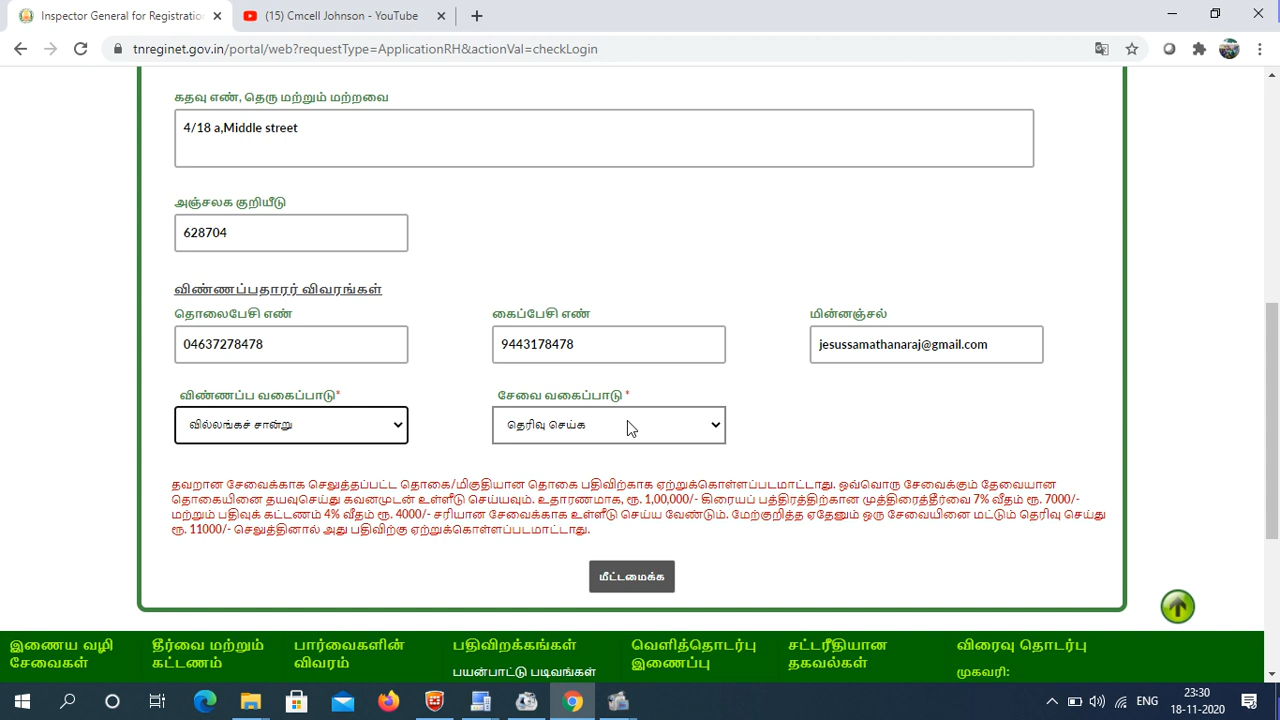 Inspector General for Registration
(15) Cmcell Johnson - YouTube
tnreginet.gov.in/portal/web?requestType=ApplicationRH&actionVal=checkLogin
கதவு எண், தெரு மற்றும் மற்றவை
4/18 a,Middle street
அஞ்சலக குறியீடு
628704
விண்ணப்பதாரர் விவரங்கள்
தொலைபேசி எண் கைப்பேசி எண் மின்னஞ்சல்
04637278478 9443178478 jesussamathanaraj@gmail.com
விண்ணப்ப வகைப்பாடு* சேவை வகைப்பாடு *
வில்லங்கச் சான்று தெரிவு செய்க
தவறான சேவைக்காக செலுத்தப்பட்ட தொகை/மிகுதியான தொகை பதிவிற்காக ஏற்றுக்கொள்ளப்படமாட்டாது. ஒவ்வொரு சேவைக்கும் தேவையான
தொகையினை தயவுசெய்து கவனமுடன் உள்ளீடு செய்யவும். உதாரணமாக, ரூ. 1,00,000/- கிரையப் பத்திரத்திற்கான முத்திரைத்தீர்வை 7% வீதம் ரூ. 7000/-
மற்றும் பதிவுக் கட்டணம் 4% வீதம் ரூ. 4000/- சரியான சேவைக்காக உள்ளீடு செய்ய வேண்டும். மேற்குறித்த ஏதேனும் ஒரு சேவையினை மட்டும் தெரிவு செய்து
ரூ. 11000/- செலுத்தினால் அது பதிவிற்கு ஏற்றுக்கொள்ளப்படமாட்டாது.
மீட்டமைக்க
இணைய வழி தீர்வை மற்றும் பார்வைகளின் பதிவிறக்கங்கள் வெளித்தொடர்பு சட்டரீதியான விரைவு தொடர்பு
சேவைகள் கட்டணம் விவரம் பயன்பாட்டு படிவங்கள் இணைப்பு தகவல்கள் முகவரி:
ENG
23:30
18-11-2020